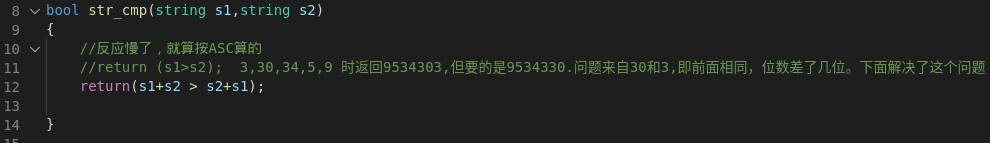 8 bool str_cmp(string s1,string s2)
9 {
10 //反应慢了，就算按ASC算的
11 //return (s1>s2);  3,30,34,5,9 时返回9534303,但要的是9534330.问题来自30和3,即前面相同，位数差了几位。下面解决了这个问题
12 return(s1+s2 > s2+s1);
13
14 }